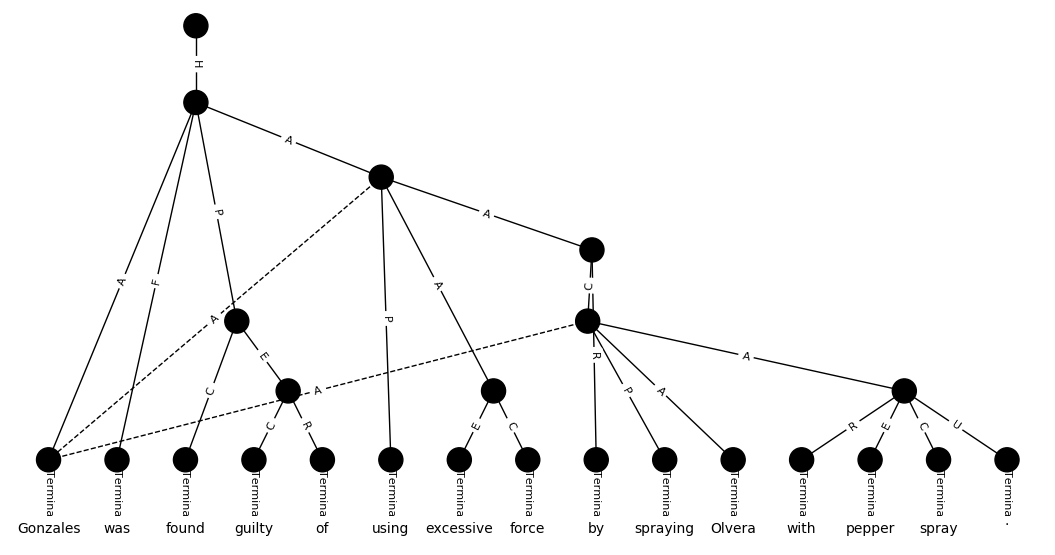 H
A
P
A
F
A
C
A
P
A
E
R
P
A
A
C
A
C
R
E
C
R
E
C
U
Termina Termina Termina Termina Termina Termina Termina Termina Termina Termina Termina Termina Termina Termina Termina
Gonzales was found guilty of using excessive force by spraying Olvera with pepper spray .